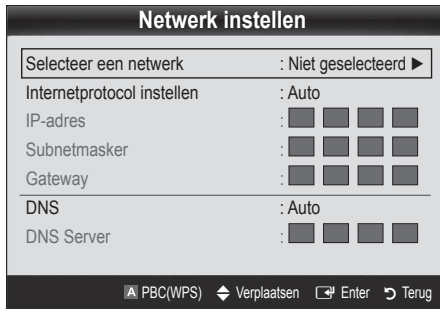 Netwerk instellen
Selecteer een netwerk : Niet geselecteerd ▶
Internetprotocol instellen : Auto
IP-adres :
Subnetmasker :
Gateway :
DNS : Auto
DNS Server :
A PBC(WPS) Verplaatsen Enter Terug